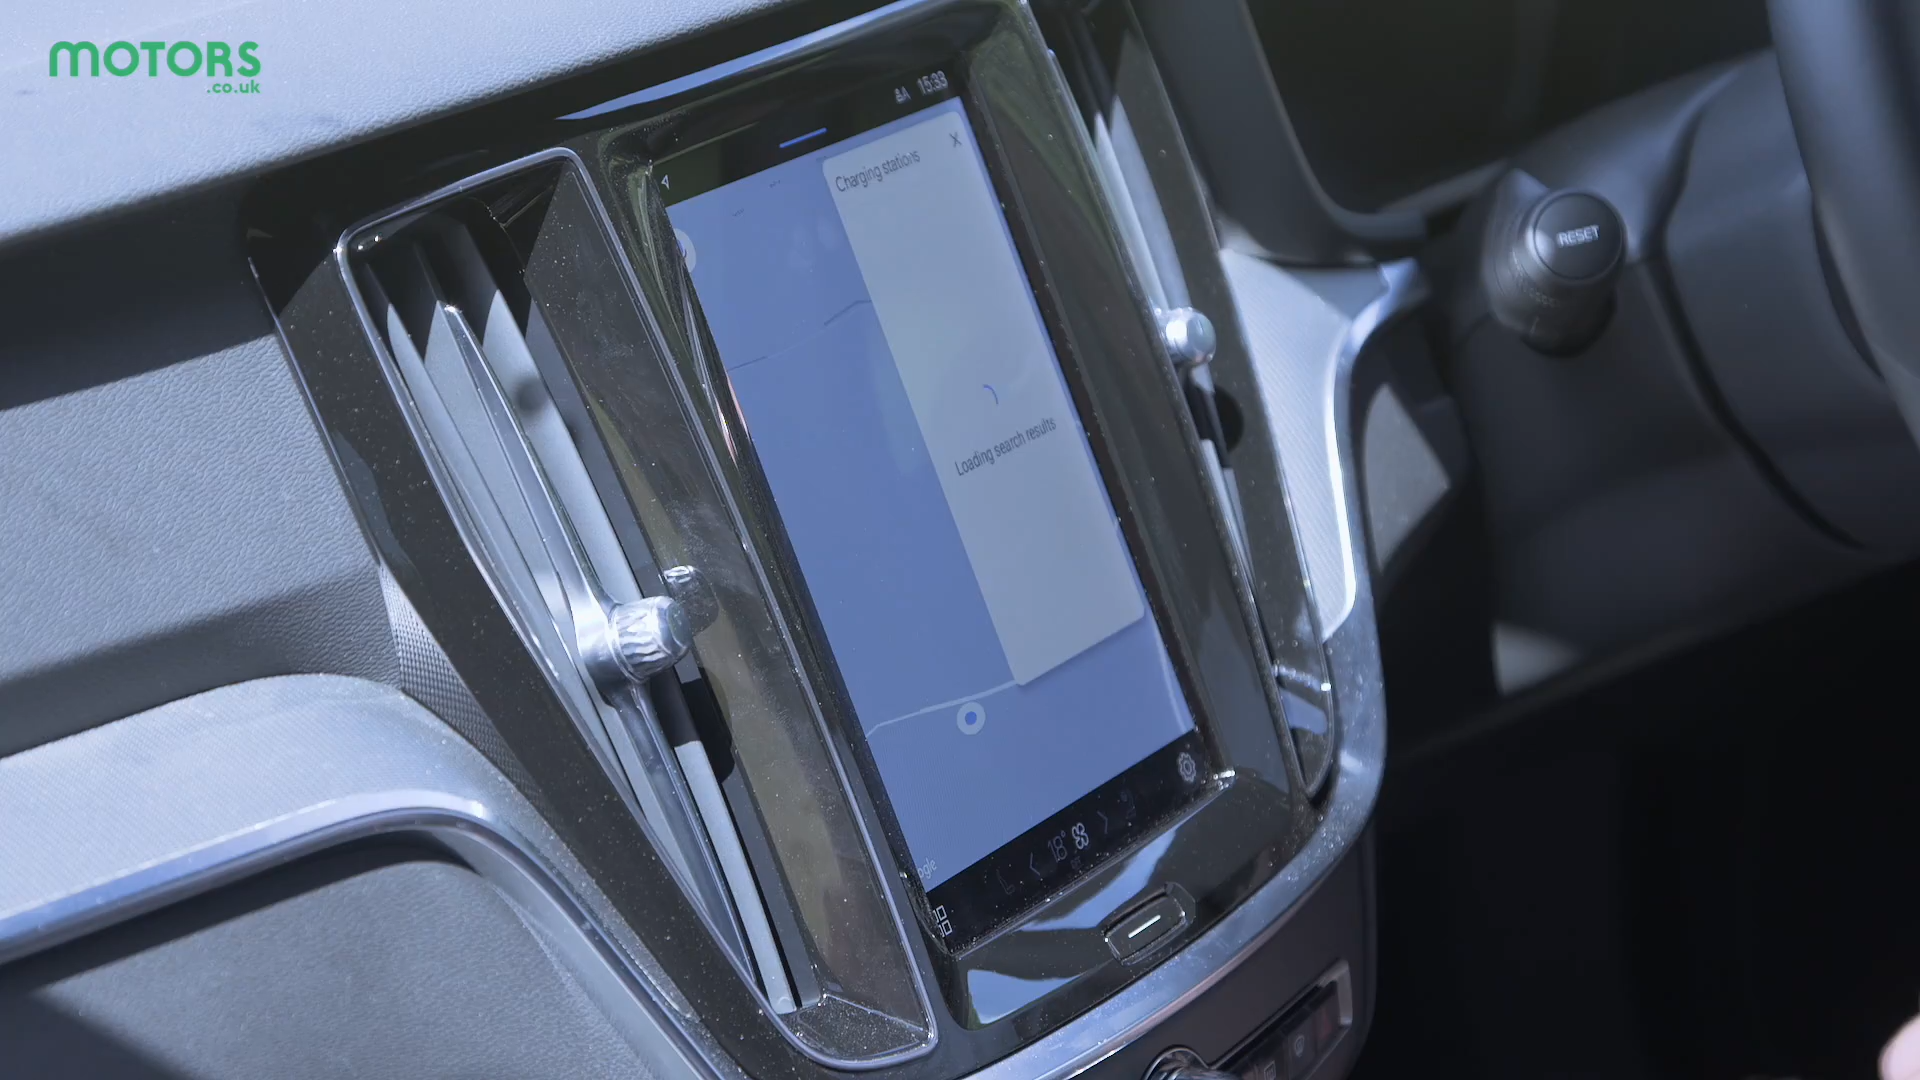 MOTORS
.co.uk
15:33
Charging stations
Loading search results
RESET
18°